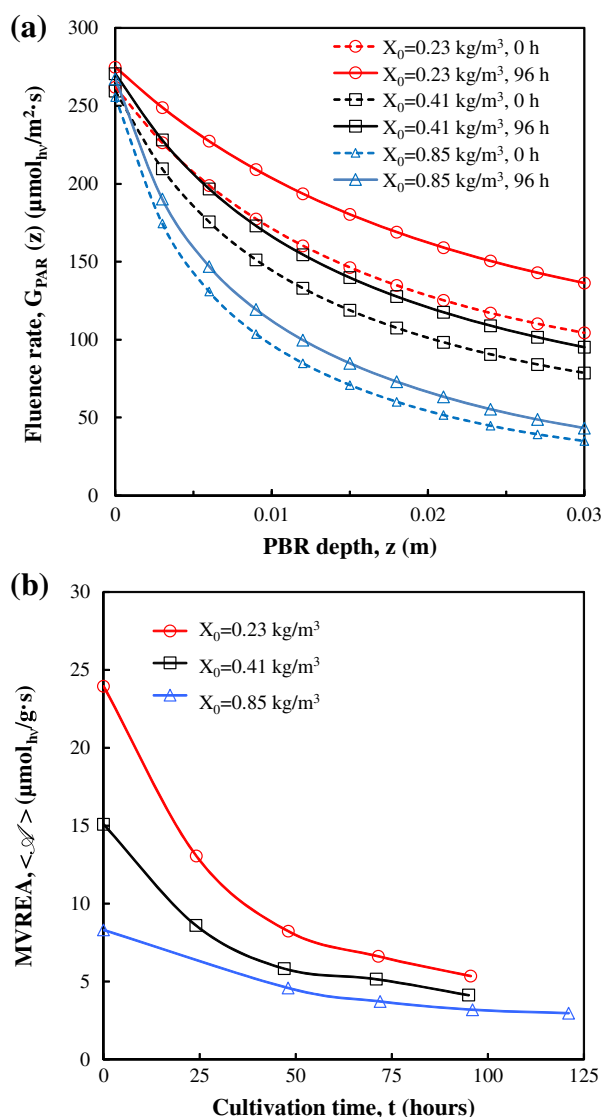 (a)
Fluence rate, G_PAR (z) (μmol_hν/m²·s)
300
250
200
150
100
50
0
X₀=0.23 kg/m³, 0 h
X₀=0.23 kg/m³, 96 h
X₀=0.41 kg/m³, 0 h
X₀=0.41 kg/m³, 96 h
X₀=0.85 kg/m³, 0 h
X₀=0.85 kg/m³, 96 h
0 0.01 0.02 0.03
PBR depth, z (m)
(b)
MVREA, <𝒜> (μmol_hν/g·s)
30
25
20
15
10
5
0
X₀=0.23 kg/m³
X₀=0.41 kg/m³
X₀=0.85 kg/m³
0 25 50 75 100 125
Cultivation time, t (hours)